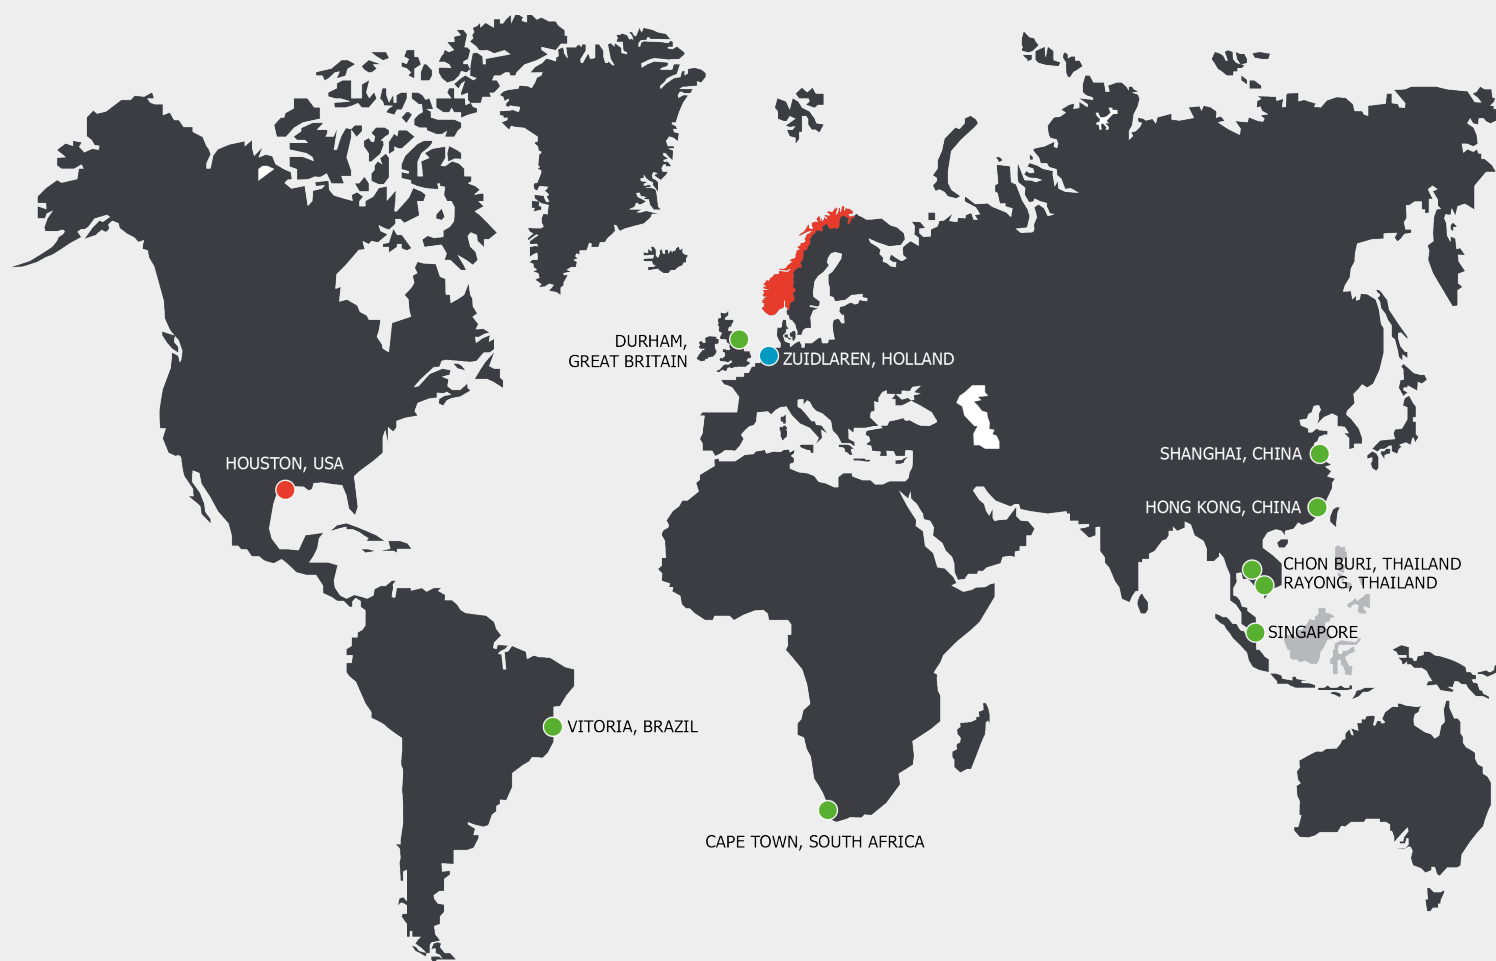 DURHAM,
GREAT BRITAIN
ZUIDLAREN, HOLLAND
HOUSTON, USA
SHANGHAI, CHINA
HONG KONG, CHINA
CHON BURI, THAILAND
RAYONG, THAILAND
SINGAPORE
VITORIA, BRAZIL
CAPE TOWN, SOUTH AFRICA